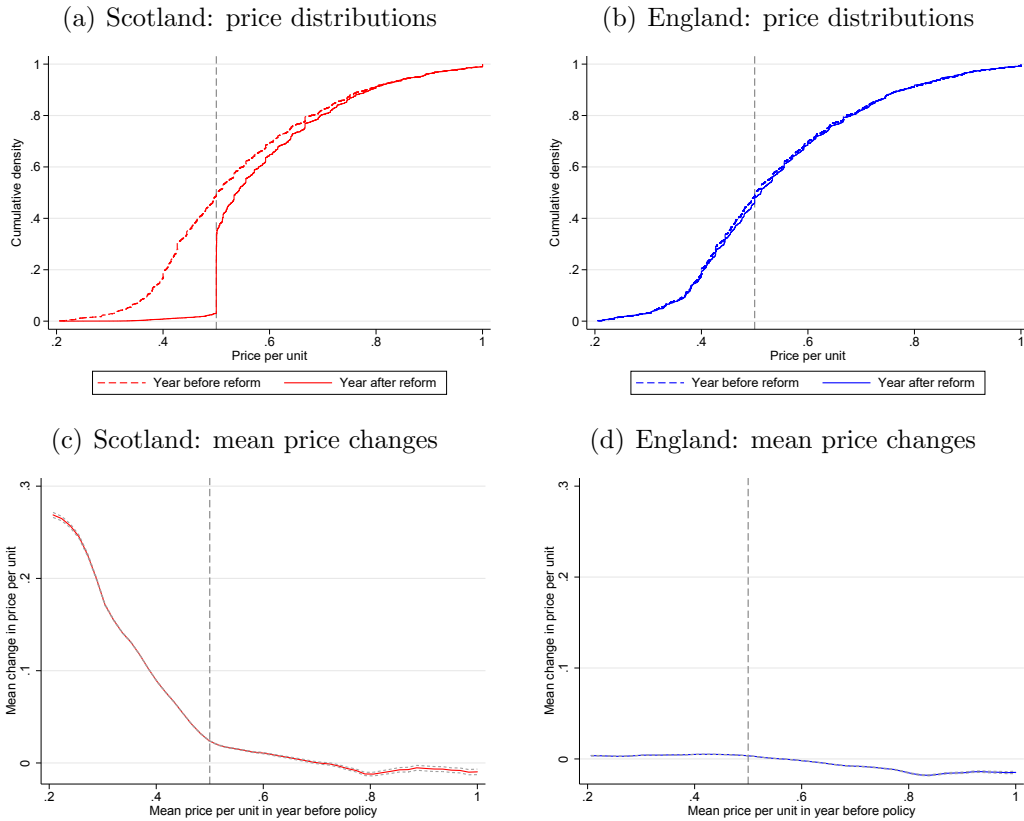 (a) Scotland: price distributions
Cumulative density
1
.8
.6
.4
.2
0
.2 .4 .6 .8 1
Price per unit
Year before reform Year after reform
(b) England: price distributions
Cumulative density
1
.8
.6
.4
.2
0
.2 .4 .6 .8 1
Price per unit
Year before reform Year after reform
(c) Scotland: mean price changes
Mean change in price per unit
.3
.2
.1
0
.2 .4 .6 .8 1
Mean price per unit in year before policy
(d) England: mean price changes
Mean change in price per unit
.3
.2
.1
0
.2 .4 .6 .8 1
Mean price per unit in year before policy